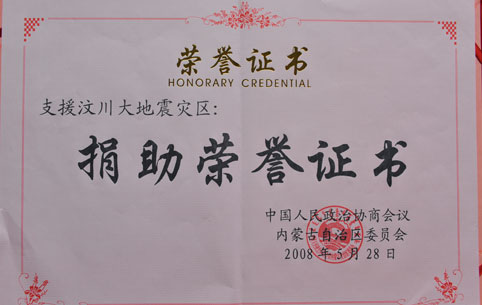 荣誉证书
HONORARY CREDENTIAL
支援汶川大地震灾区：
捐助荣誉证书
中国人民政治协商会议
内蒙古自治区委员会
2008年5月28日